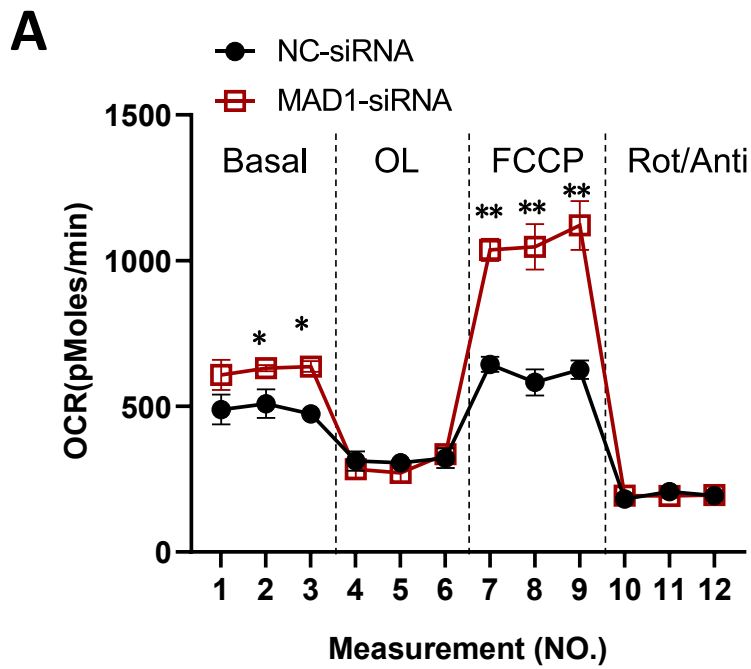 A
NC-siRNA
MAD1-siRNA
1500
Basal OL FCCP Rot/Anti
** ** **
1000
* *
500
0
OCR(pMoles/min)
1 2 3 4 5 6 7 8 9 10 11 12
Measurement (NO.)